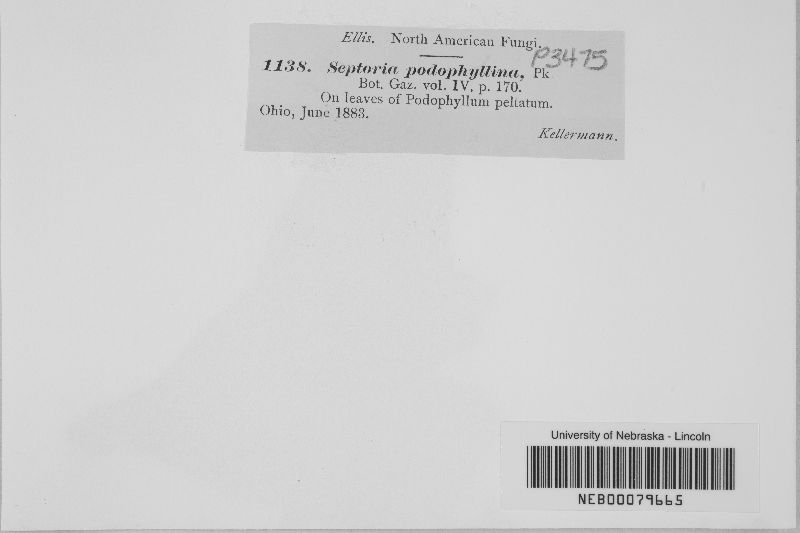 Ellis. North American Fungi.
P3475
1138. Septoria podophyllina, Pk
Bot. Gaz. vol. IV, p. 170.
On leaves of Podophyllum peltatum.
Ohio, June 1883.
Kellermann.
University of Nebraska - Lincoln
NEB00079665